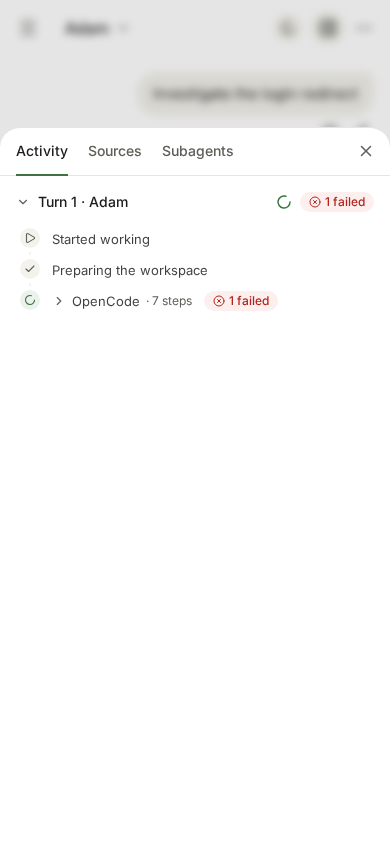 Adam
Investigate the login redirect
Activity
Sources
Subagents
Turn 1 · Adam
1 failed
Started working
Preparing the workspace
OpenCode · 7 steps
1 failed